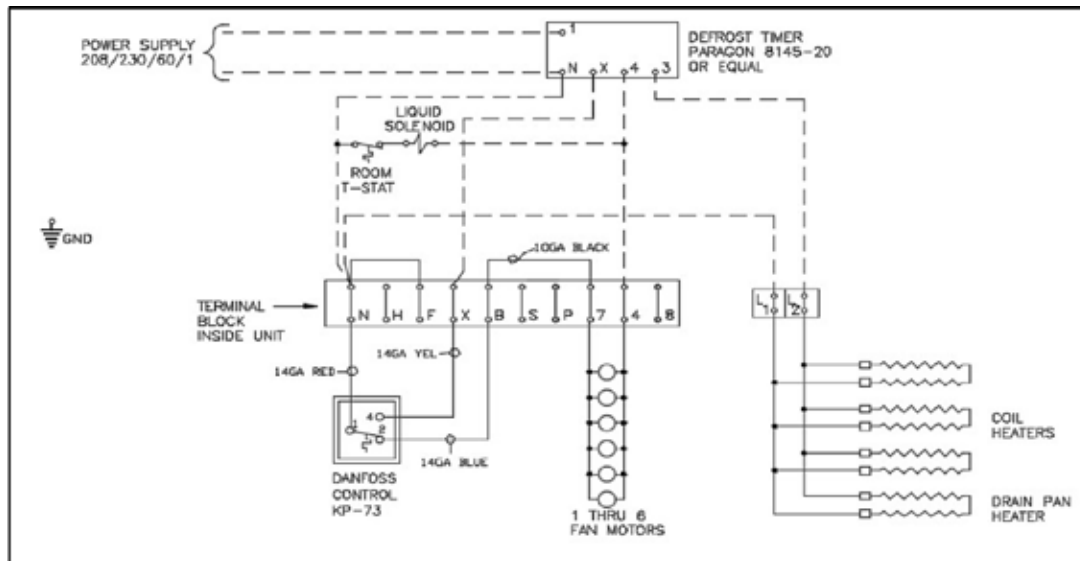 POWER SUPPLY
208/230/60/1
1
N X 4 3
DEFROST TIMER
PARAGON 8145-20
OR EQUAL
LIQUID
SOLENOID
ROOM
T-STAT
GND
10GA BLACK
TERMINAL
BLOCK
INSIDE UNIT
N H F X B S P 7 4 8
L1 L2
14GA RED
14GA YEL
14GA BLUE
1 4 2
DANFOSS
CONTROL
KP-73
1 THRU 6
FAN MOTORS
COIL
HEATERS
DRAIN PAN
HEATER